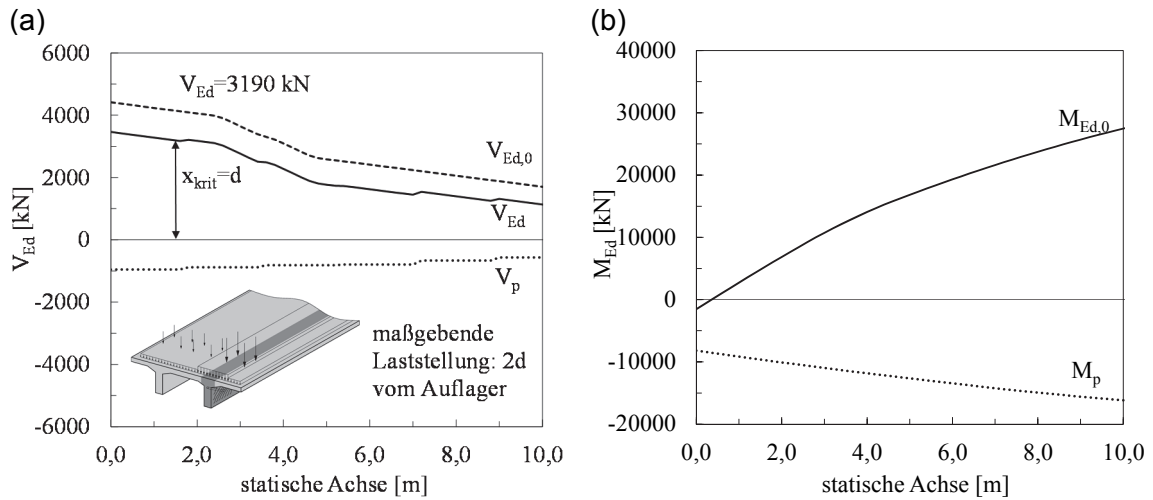 (a)
6000
4000
2000
0
-2000
-4000
-6000
V_Ed [kN]
V_Ed=3190 kN
x_krit=d
V_Ed,0
V_Ed
V_p
maßgebende
Laststellung: 2d
vom Auflager
0,0 2,0 4,0 6,0 8,0 10,0
statische Achse [m]
(b)
40000
30000
20000
10000
0
-10000
-20000
M_Ed [kN]
M_Ed,0
M_p
0,0 2,0 4,0 6,0 8,0 10,0
statische Achse [m]